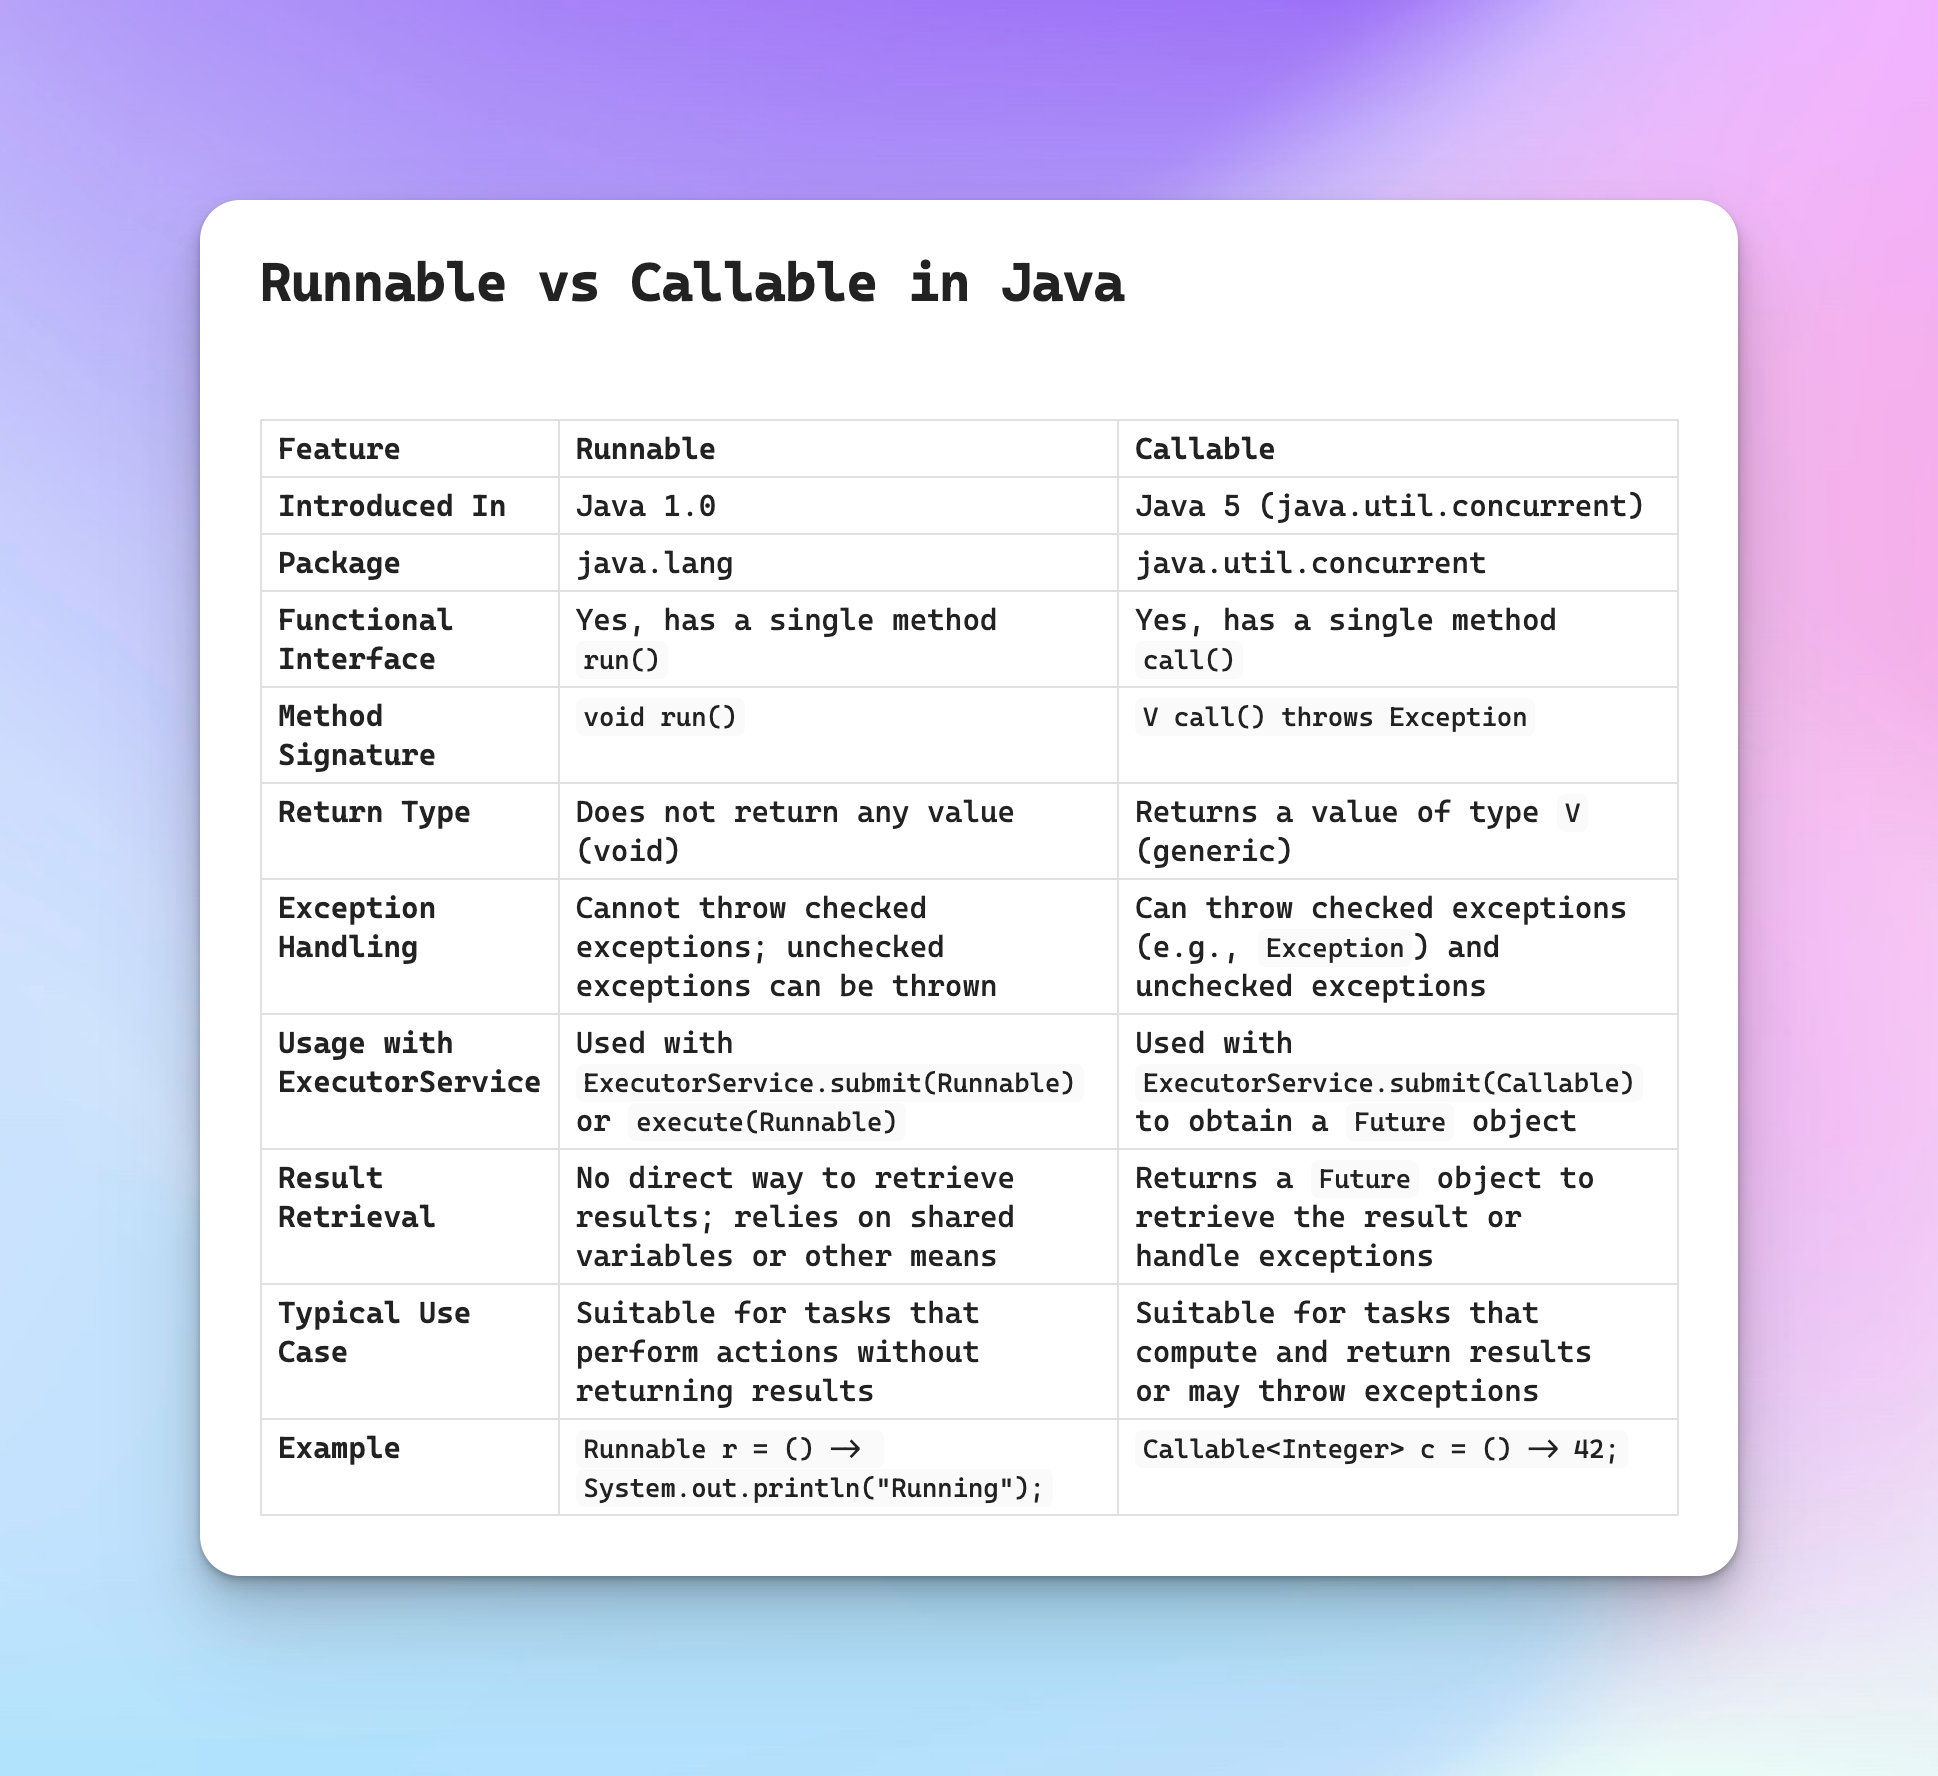 Runnable vs Callable in Java
Feature
Runnable
Callable
Introduced In
Java 1.0
Java 5 (java.util.concurrent)
Package
java.lang
java.util.concurrent
Functional
Interface
Yes, has a single method
run()
Yes, has a single method
call()
Method
Signature
void run()
V call() throws Exception
Return Type
Does not return any value
(void)
Returns a value of type V
(generic)
Exception
Handling
Cannot throw checked
exceptions; unchecked
exceptions can be thrown
Can throw checked exceptions
(e.g., Exception) and
unchecked exceptions
Usage with
ExecutorService
Used with
ExecutorService.submit(Runnable)
or execute(Runnable)
Used with
ExecutorService.submit(Callable)
to obtain a Future object
Result
Retrieval
No direct way to retrieve
results; relies on shared
variables or other means
Returns a Future object to
retrieve the result or
handle exceptions
Typical Use
Case
Suitable for tasks that
perform actions without
returning results
Suitable for tasks that
compute and return results
or may throw exceptions
Example
Runnable r = () ->
System.out.println("Running");
Callable<Integer> c = () -> 42;